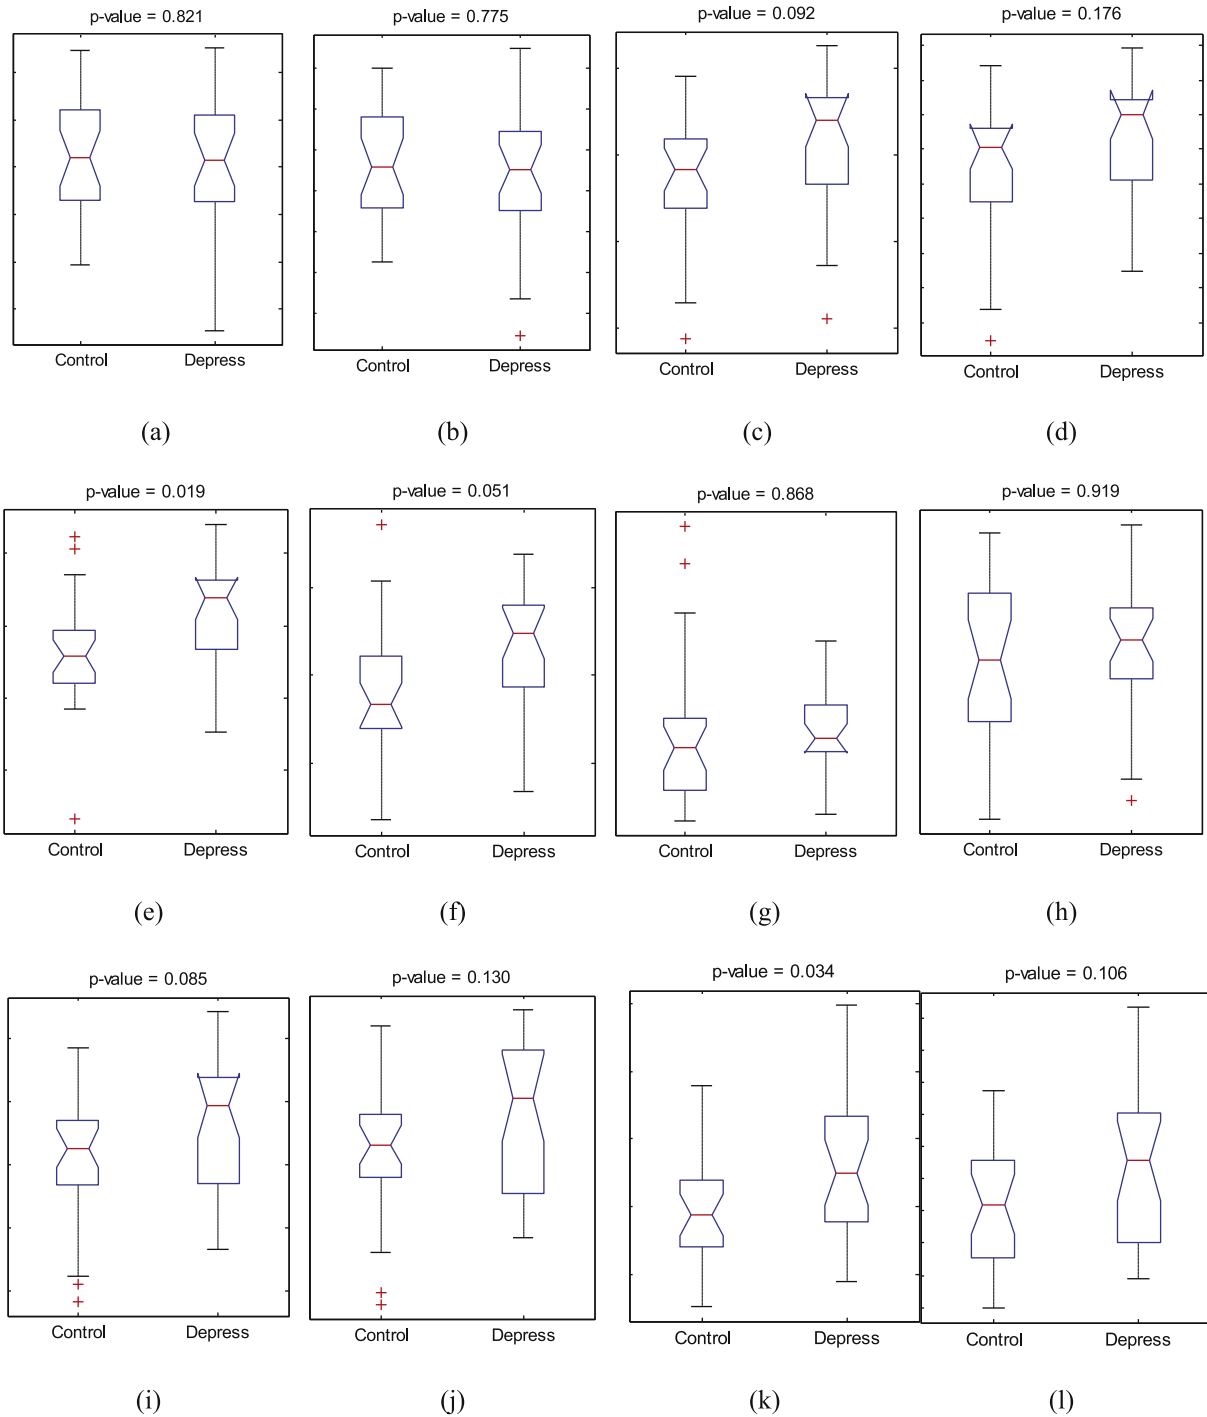 p-value = 0.821
p-value = 0.775
p-value = 0.092
p-value = 0.176
Control Depress
Control Depress
Control Depress
Control Depress
(a)
(b)
(c)
(d)
p-value = 0.019
p-value = 0.051
p-value = 0.868
p-value = 0.919
Control Depress
Control Depress
Control Depress
Control Depress
(e)
(f)
(g)
(h)
p-value = 0.085
p-value = 0.130
p-value = 0.034
p-value = 0.106
Control Depress
Control Depress
Control Depress
Control Depress
(i)
(j)
(k)
(l)